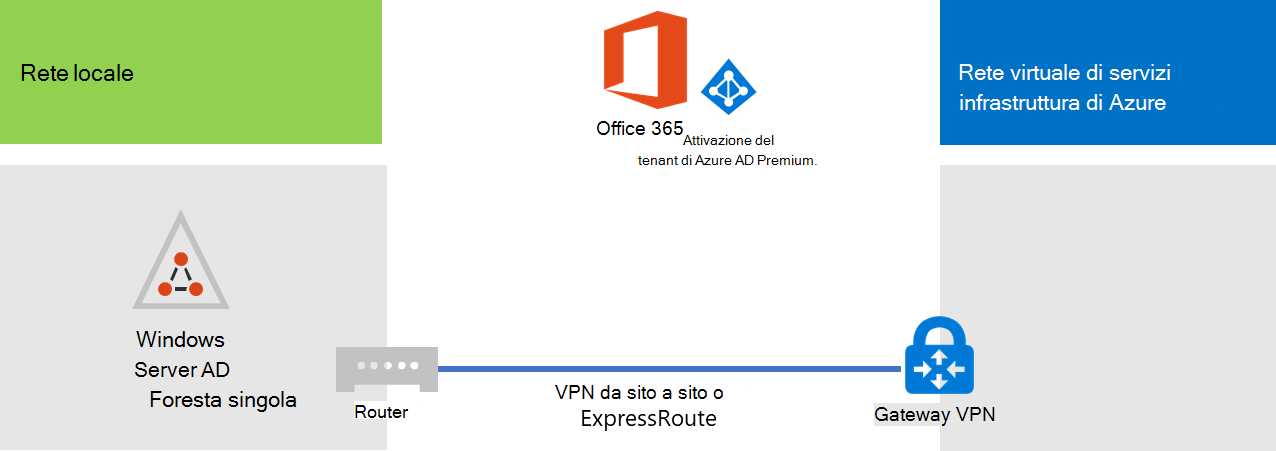 Rete locale
Office 365
Attivazione del
tenant di Azure AD Premium.
Rete virtuale di servizi
infrastruttura di Azure
Windows
Server AD
Foresta singola
Router
VPN da sito a sito o
ExpressRoute
Gateway VPN